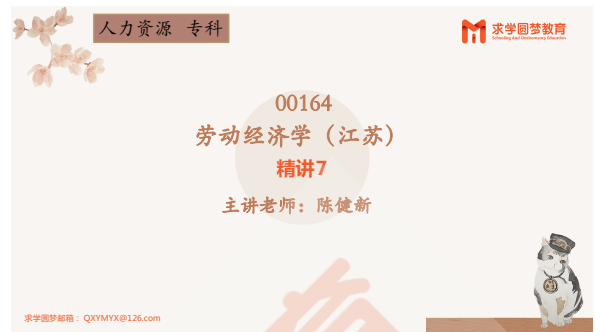 人力资源 专科
求学圆梦教育
Schooling And Oneiromancy Education
00164
劳动经济学（江苏）
精讲7
主讲老师：陈健新
求学圆梦邮箱：QXYMYX@126.com